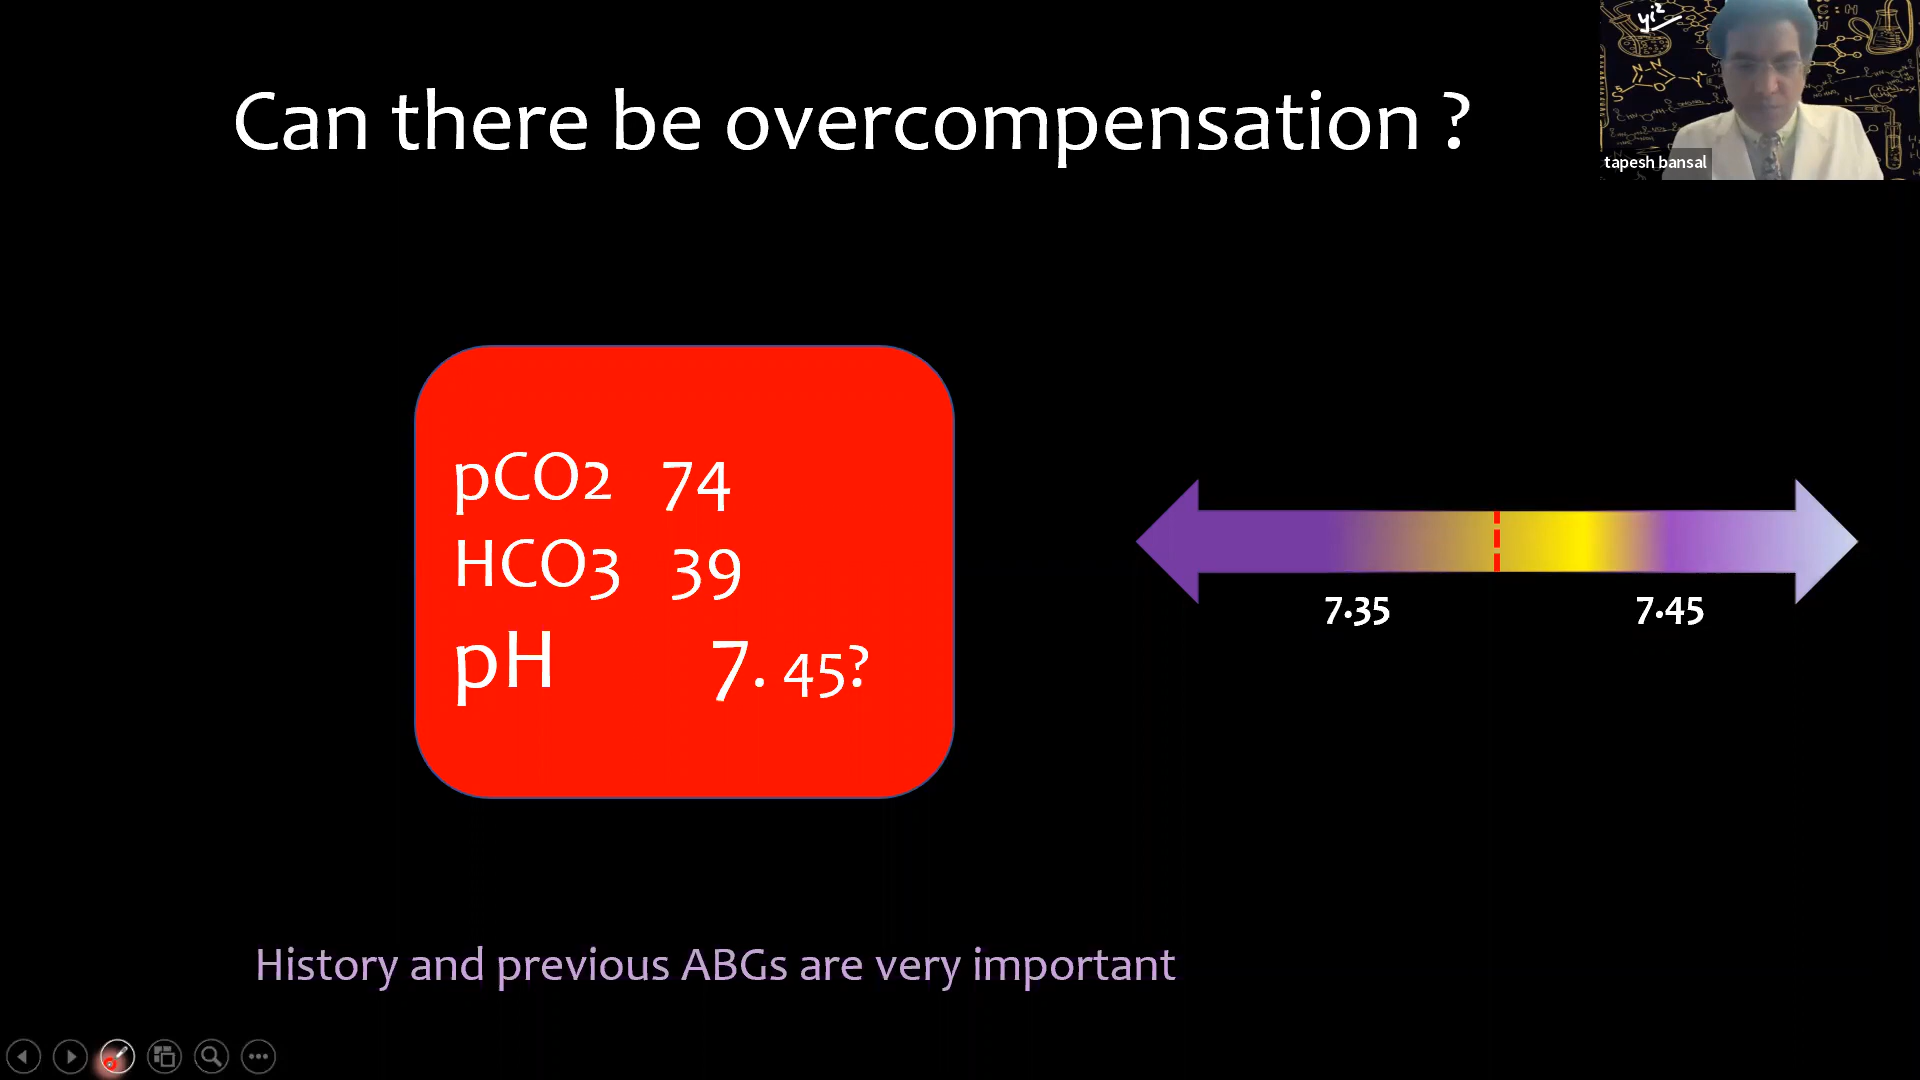 Can there be overcompensation ?
yi²
tapesh bansal
pCO2 74
HCO3 39
pH 7. 45?
7.35 7.45
History and previous ABGs are very important